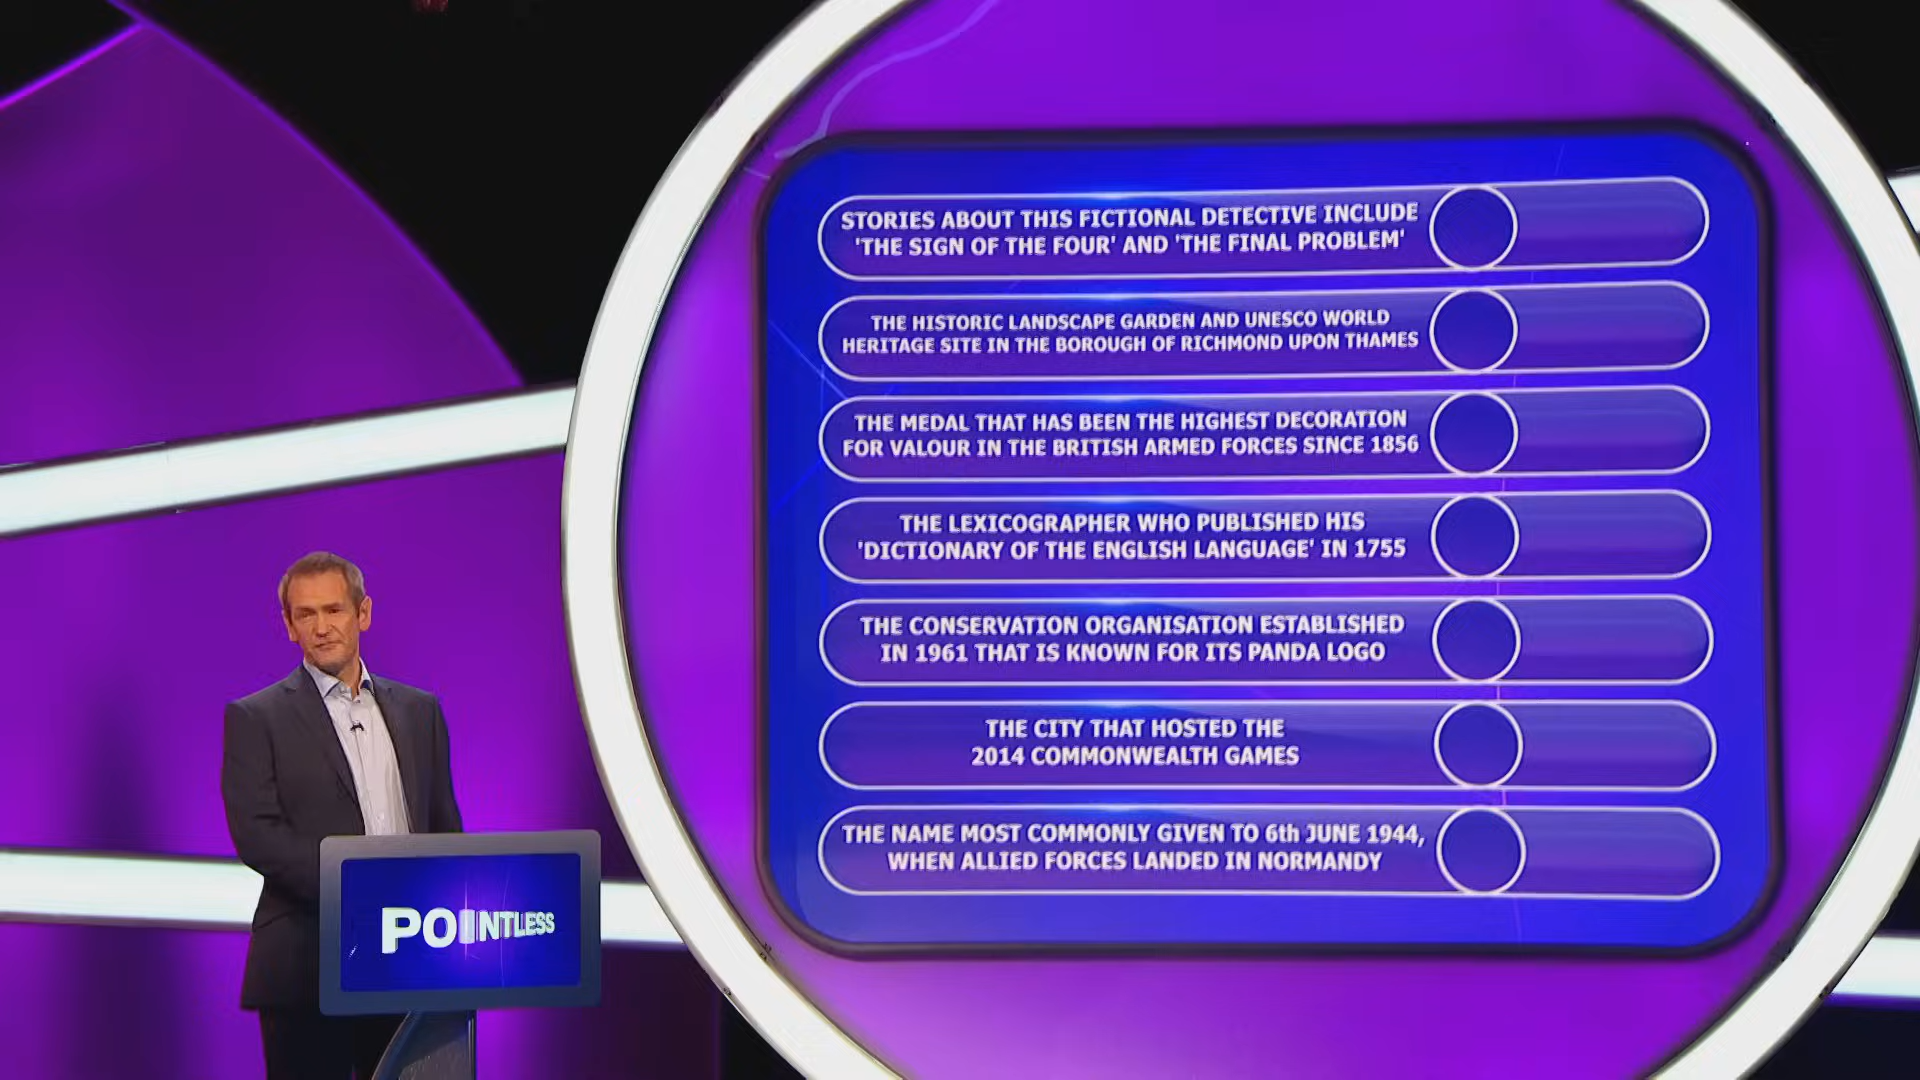 STORIES ABOUT THIS FICTIONAL DETECTIVE INCLUDE
'THE SIGN OF THE FOUR' AND 'THE FINAL PROBLEM'
THE HISTORIC LANDSCAPE GARDEN AND UNESCO WORLD
HERITAGE SITE IN THE BOROUGH OF RICHMOND UPON THAMES
THE MEDAL THAT HAS BEEN THE HIGHEST DECORATION
FOR VALOUR IN THE BRITISH ARMED FORCES SINCE 1856
THE LEXICOGRAPHER WHO PUBLISHED HIS
'DICTIONARY OF THE ENGLISH LANGUAGE' IN 1755
THE CONSERVATION ORGANISATION ESTABLISHED
IN 1961 THAT IS KNOWN FOR ITS PANDA LOGO
THE CITY THAT HOSTED THE
2014 COMMONWEALTH GAMES
THE NAME MOST COMMONLY GIVEN TO 6th JUNE 1944,
WHEN ALLIED FORCES LANDED IN NORMANDY
POINTLESS